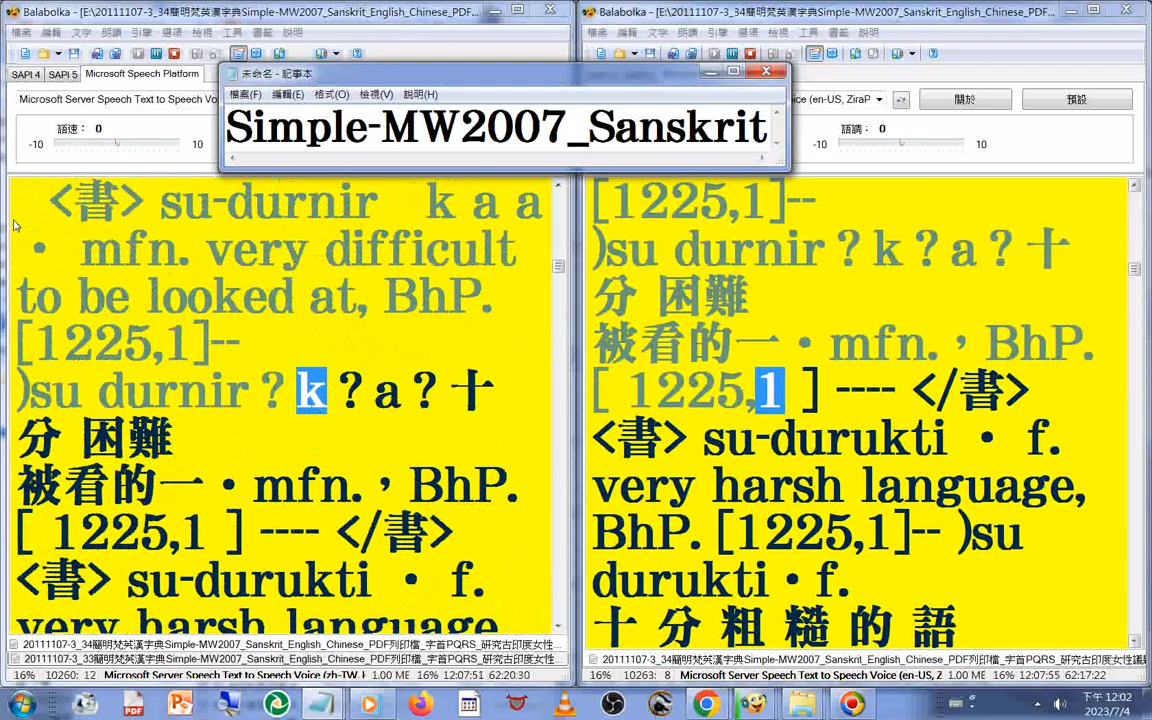 Balabolka - [E:\20111107-3_34簡明梵英漢字典Simple-MW2007_Sanskrit_English_Chinese_PDF...
檔案 編輯 文字 朗讀 引擎 選項 檢視 工具 書籤 說明
SAPI 4 SAPI 5 Microsoft Speech Platform
Microsoft Server Speech Text to Speech Vo
語速： 0
-10 10
未命名 - 記事本
檔案(F) 編輯(E) 格式(O) 檢視(V) 說明(H)
Simple-MW2007_Sanskrit
<書> su-durnir k a a
• mfn. very difficult
to be looked at, BhP.
[1225,1]--
)su durnir？k？a？十
分 困難
被看的一・mfn.，BhP.
[ 1225,1 ] ---- </書>
<書> su-durukti • f.
very harsh language,
20111107-3_34簡明梵英漢字典Simple-MW2007_Sanskrit_English_Chinese_PDF列印檔_字首PQRS_研究古印度女性...
20111107-3_33簡明梵英漢字典Simple-MW2007_Sanskrit_English_Chinese_PDF列印檔_字首PQRS_研究古印度女性...
16% 10260: 12 Microsoft Server Speech Text to Speech Voice (zh-TW, 1.00 MB 16% 12:07:51 62:20:30
Balabolka - [E:\20111107-3_34簡明梵英漢字典Simple-MW2007_Sanskrit_English_Chinese_PDF...
檔案 編輯 文字 朗讀 引擎 選項 檢視 工具 書籤 說明
ice (en-US, ZiraP 關於 預設
語調： 0
-10 10
[1225,1]--
)su durnir？k？a？十
分 困難
被看的一・mfn.，BhP.
[ 1225,1 ] ---- </書>
<書> su-durukti • f.
very harsh language,
BhP. [1225,1]-- )su
durukti・f.
十 分 粗 糙 的 語
20111107-3_34簡明梵英漢字典Simple-MW2007_Sanskrit_English_Chinese_PDF列印檔_字首PQRS_研究古印度女性議
16% 10263: 8 Microsoft Server Speech Text to Speech Voice (en-US, Z 1.00 MB 16% 12:07:55 62:17:22
下午 12:02
2023/7/4